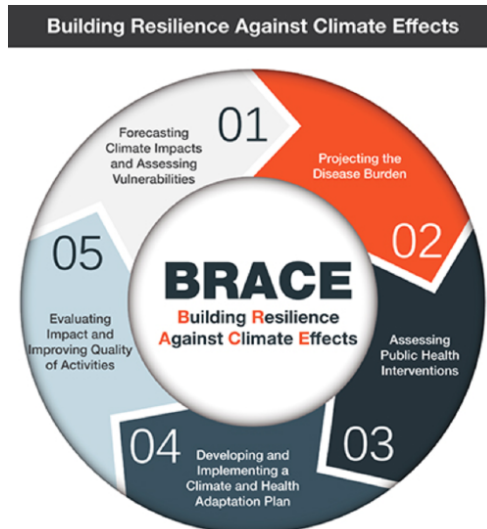 Building Resilience Against Climate Effects
01
Forecasting
Climate Impacts
and Assessing
Vulnerabilities
Projecting the
Disease Burden
02
Assessing
Public Health
Interventions
03
04
Developing and
Implementing a
Climate and Health
Adaptation Plan
05
Evaluating
Impact and
Improving Quality
of Activities
BRACE
Building Resilience
Against Climate Effects